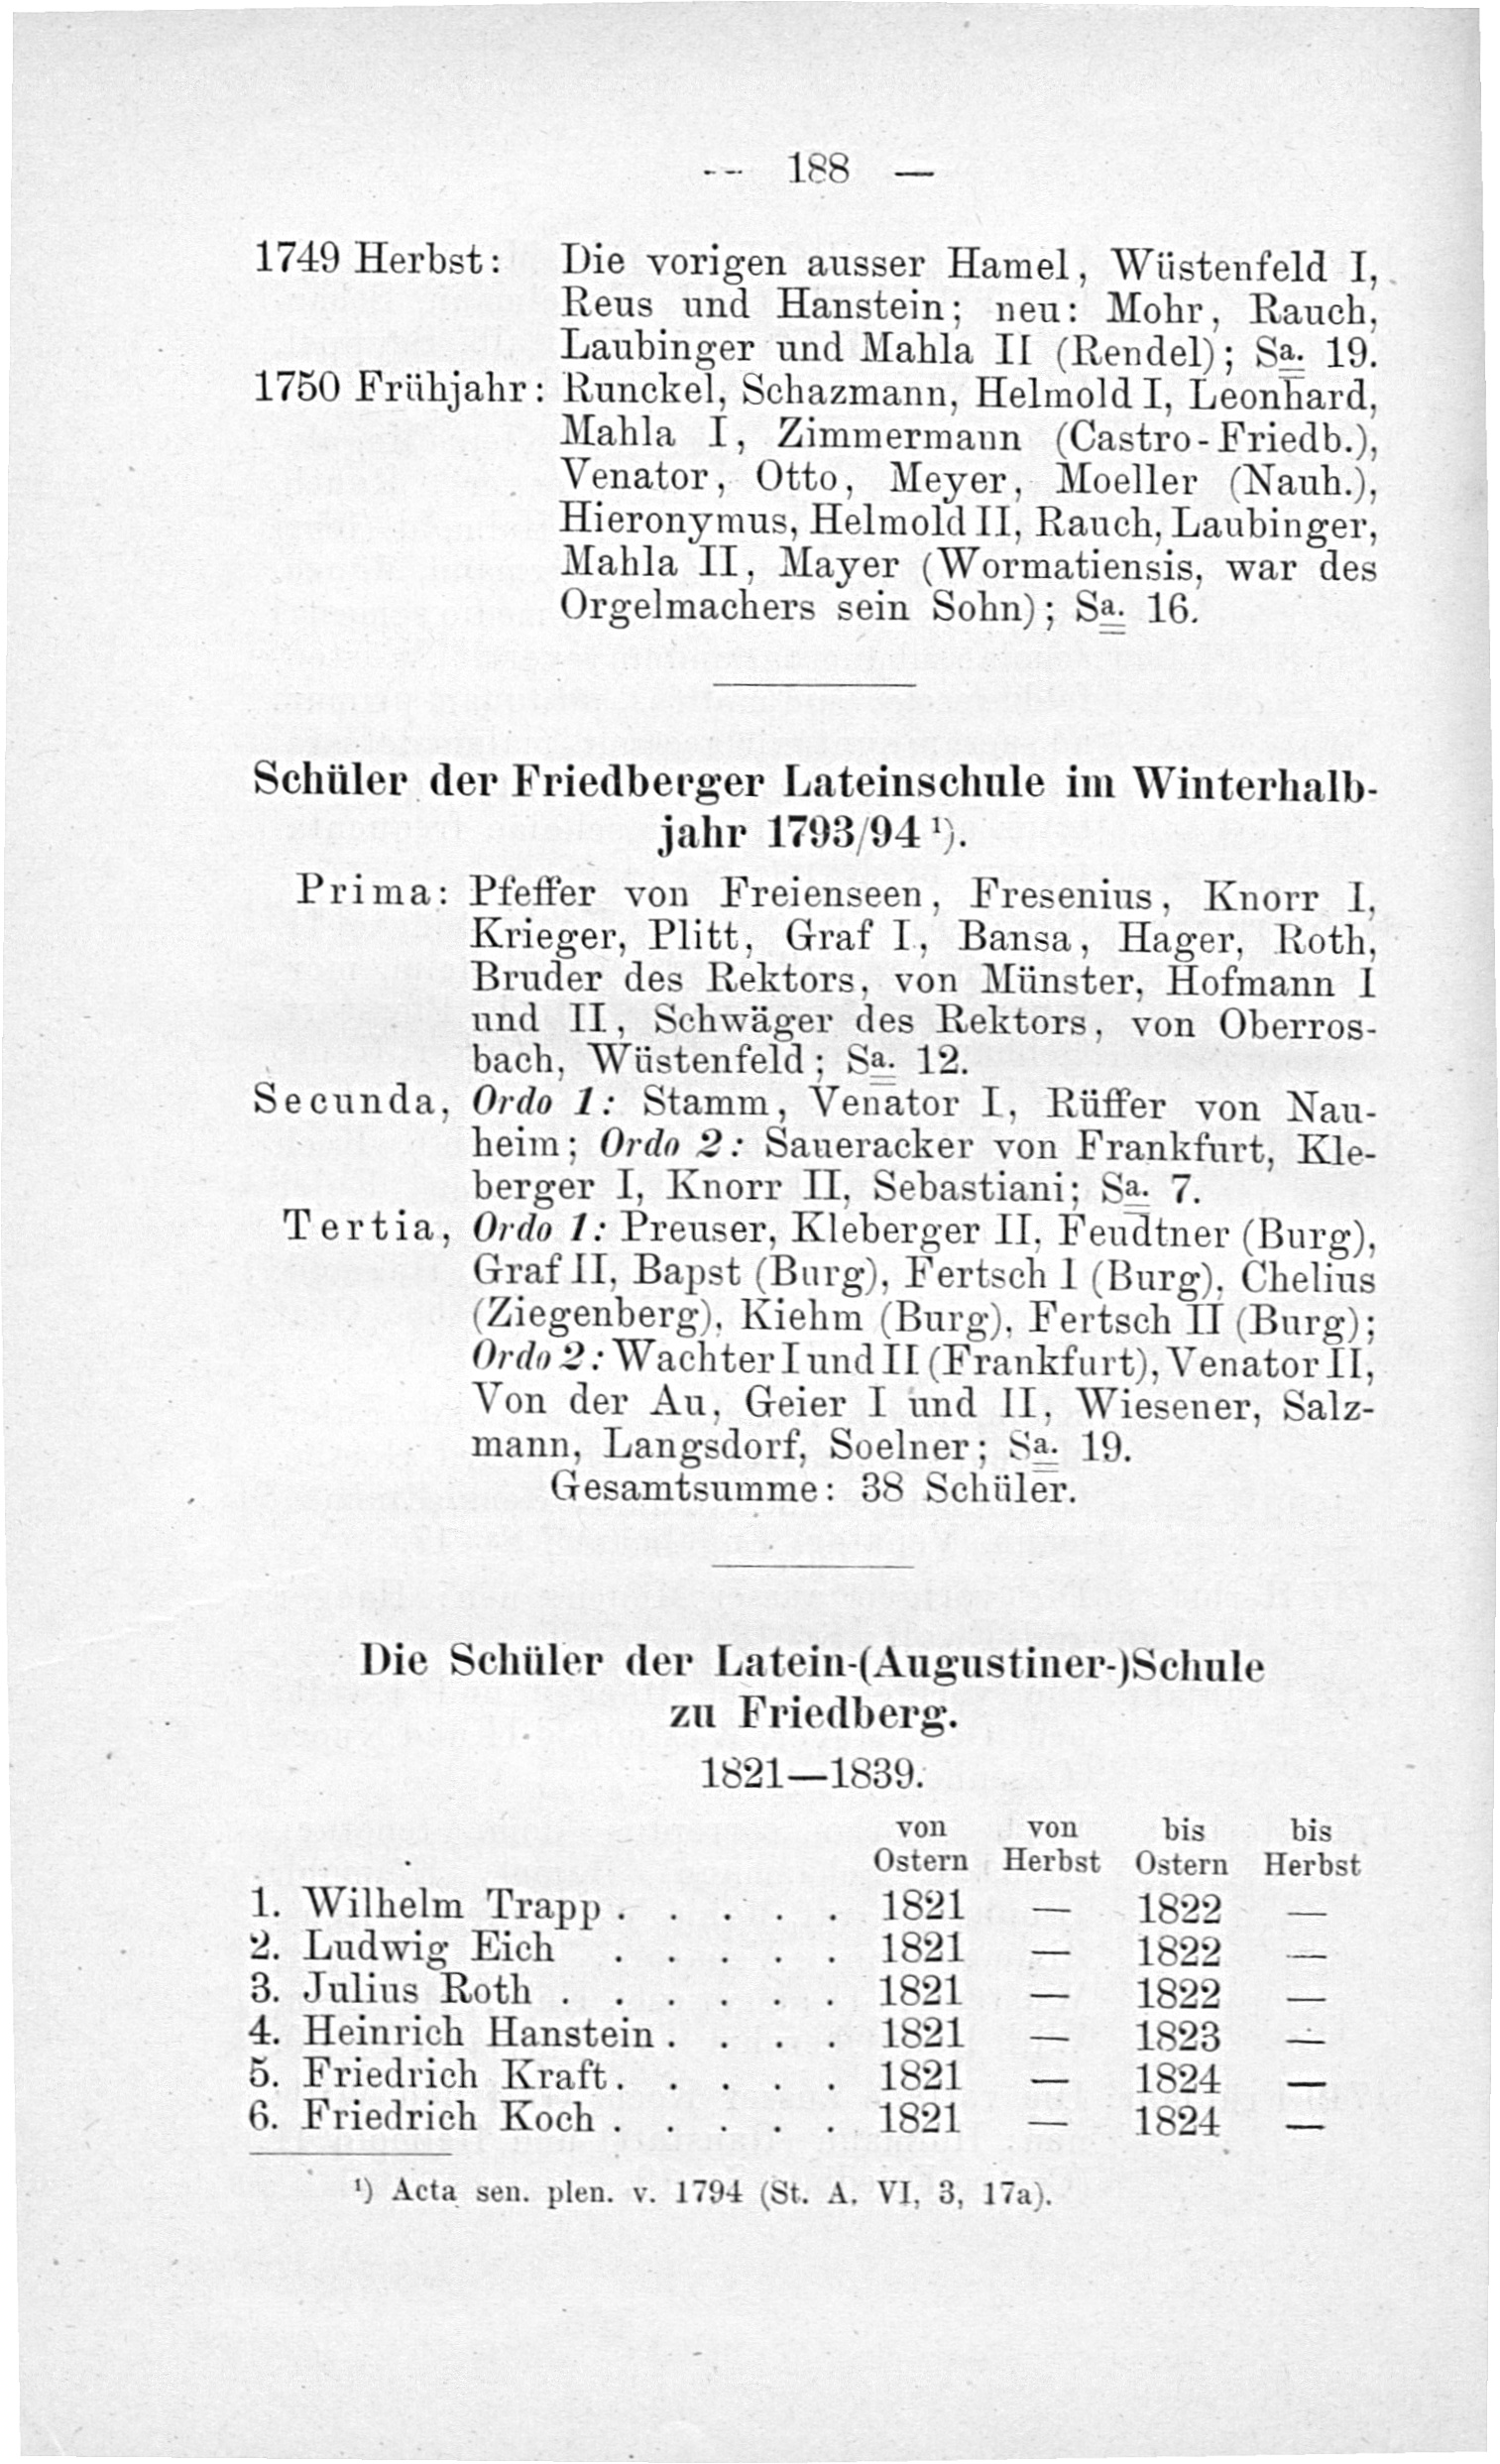 — 188 —
1749 Herbst: Die vorigen ausser Hamel, Wüstenfeld I,
Reus und Hanstein; neu: Mohr, Rauch,
Laubinger und Mahla II (Rendel); Sa. 19.
1750 Frühjahr: Runckel, Schazmann, Helmold I, Leonhard,
Mahla I, Zimmermann (Castro-Friedb.),
Venator, Otto, Meyer, Moeller (Nauh.),
Hieronymus, Helmold II, Rauch, Laubinger,
Mahla II, Mayer (Wormatiensis, war des
Orgelmachers sein Sohn); Sa. 16.
Schüler der Friedberger Lateinschule im Winterhalb-
jahr 1793/94 ¹).
Prima: Pfeffer von Freienseen, Fresenius, Knorr I,
Krieger, Plitt, Graf I, Bansa, Hager, Roth,
Bruder des Rektors, von Münster, Hofmann I
und II, Schwäger des Rektors, von Oberros-
bach, Wüstenfeld; Sa. 12.
Secunda, Ordo 1: Stamm, Venator I, Rüffer von Nau-
heim; Ordo 2: Saueracker von Frankfurt, Kle-
berger I, Knorr II, Sebastiani; Sa. 7.
Tertia, Ordo 1: Preuser, Kleberger II, Feudtner (Burg),
Graf II, Bapst (Burg), Fertsch I (Burg), Chelius
(Ziegenberg), Kiehm (Burg), Fertsch II (Burg);
Ordo 2: Wachter I und II (Frankfurt), Venator II,
Von der Au, Geier I und II, Wiesener, Salz-
mann, Langsdorf, Soelner; Sa. 19.
Gesamtsumme: 38 Schüler.
Die Schüler der Latein-(Augustiner-)Schule
zu Friedberg.
1821—1839.
von von bis bis
Ostern Herbst Ostern Herbst
1. Wilhelm Trapp . . . . . 1821 — 1822 —
2. Ludwig Eich . . . . . 1821 — 1822 —
3. Julius Roth . . . . . . 1821 — 1822 —
4. Heinrich Hanstein . . . . 1821 — 1823 —
5. Friedrich Kraft . . . . . 1821 — 1824 —
6. Friedrich Koch . . . . . 1821 — 1824 —
¹) Acta sen. plen. v. 1794 (St. A. VI, 3, 17a).